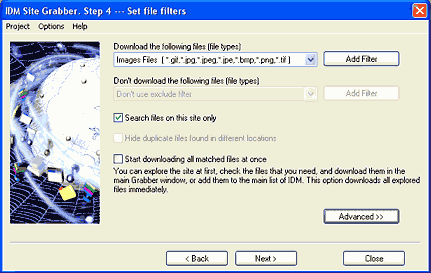 IDM Site Grabber. Step 4 --- Set file filters
Project Options Help
Download the following files (file types)
Images Files ( *.gif,*.jpg,*.jpeg,*.jpe,*.bmp,*.png,*.tif )
Add Filter
Don't download the following files (file types)
Don't use exclude filter
Add Filter
Search files on this site only
Hide duplicate files found in different locations
Start downloading all matched files at once
You can explore the site at first, check the files that you need, and download them in the
main Grabber window, or add them to the main list of IDM. This option downloads all explored
files immediately.
Advanced >>
< Back
Next >
Close